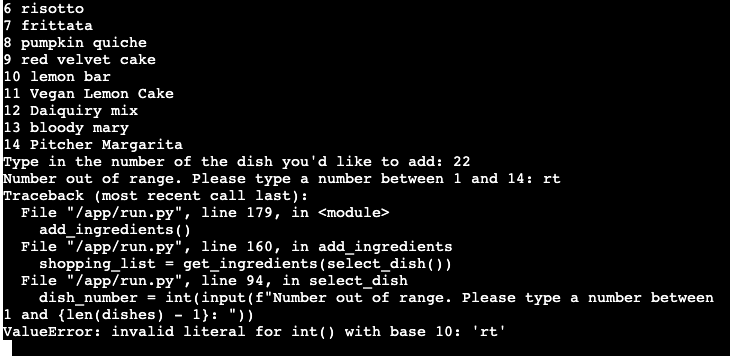 6 risotto
7 frittata
8 pumpkin quiche
9 red velvet cake
10 lemon bar
11 Vegan Lemon Cake
12 Daiquiry mix
13 bloody mary
14 Pitcher Margarita
Type in the number of the dish you'd like to add: 22
Number out of range. Please type a number between 1 and 14: rt
Traceback (most recent call last):
  File "/app/run.py", line 179, in <module>
    add_ingredients()
  File "/app/run.py", line 160, in add_ingredients
    shopping_list = get_ingredients(select_dish())
  File "/app/run.py", line 94, in select_dish
    dish_number = int(input(f"Number out of range. Please type a number between
1 and {len(dishes) - 1}: "))
ValueError: invalid literal for int() with base 10: 'rt'